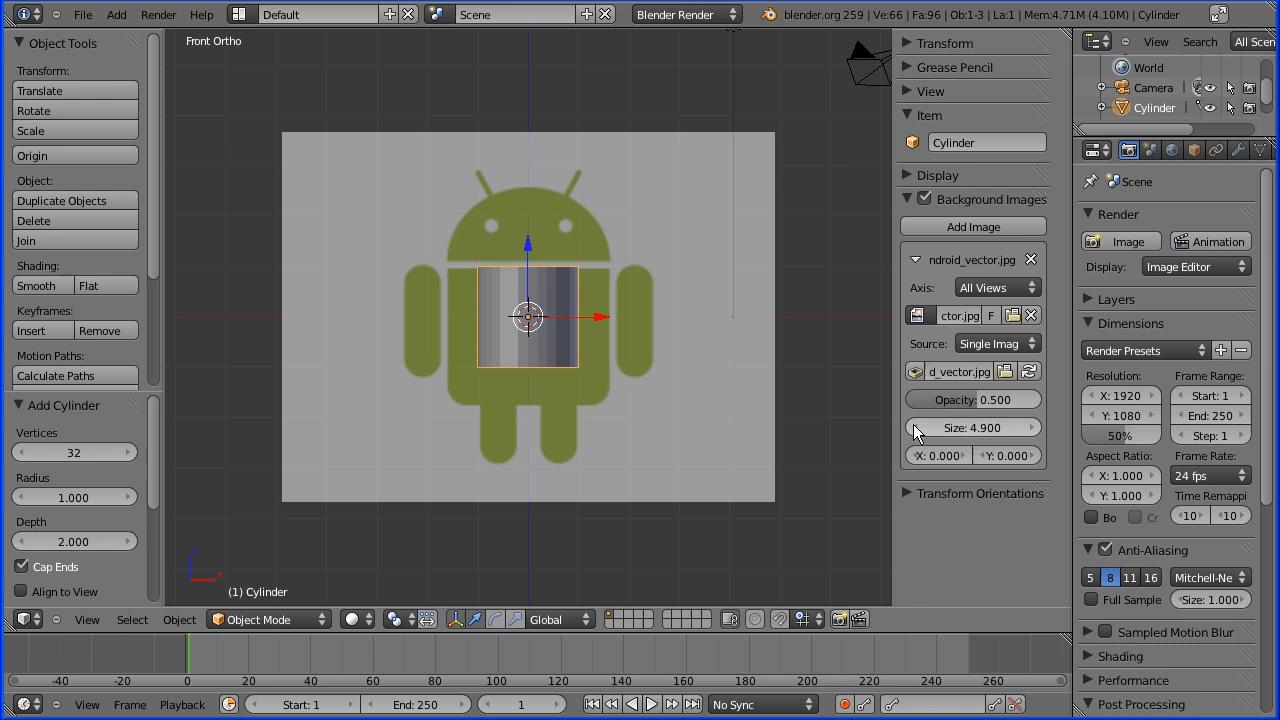 File Add Render Help Default Scene Blender Render blender.org 259 | Ve:66 | Fa:96 | Ob:1-3 | La:1 | Mem:4.71M (4.10M) | Cylinder
Object Tools
Transform:
Translate
Rotate
Scale
Origin
Object:
Duplicate Objects
Delete
Join
Shading:
Smooth Flat
Keyframes:
Insert Remove
Motion Paths:
Calculate Paths
Add Cylinder
Vertices
32
Radius
1.000
Depth
2.000
Cap Ends
Align to View
Front Ortho
(1) Cylinder
Transform
Grease Pencil
View
Item
Cylinder
Display
Background Images
Add Image
ndroid_vector.jpg
Axis: All Views
ctor.jpg F
Source: Single Imag
d_vector.jpg
Opacity: 0.500
Size: 4.900
X: 0.000 Y: 0.000
Transform Orientations
View Search All Scen
World
Camera
Cylinder
Scene
Render
Image Animation
Display: Image Editor
Layers
Dimensions
Render Presets
Resolution: Frame Range:
X: 1920 Start: 1
Y: 1080 End: 250
50% Step: 1
Aspect Ratio: Frame Rate:
X: 1.000 24 fps
Y: 1.000 Time Remappi
Bo Cr 10 10
Anti-Aliasing
5 8 11 16 Mitchell-Ne
Full Sample Size: 1.000
Sampled Motion Blur
Shading
Performance
Post Processing
View Select Object Object Mode Global
-40 -20 0 20 40 60 80 100 120 140 160 180 200 220 240 260
View Frame Playback Start: 1 End: 250 1 No Sync